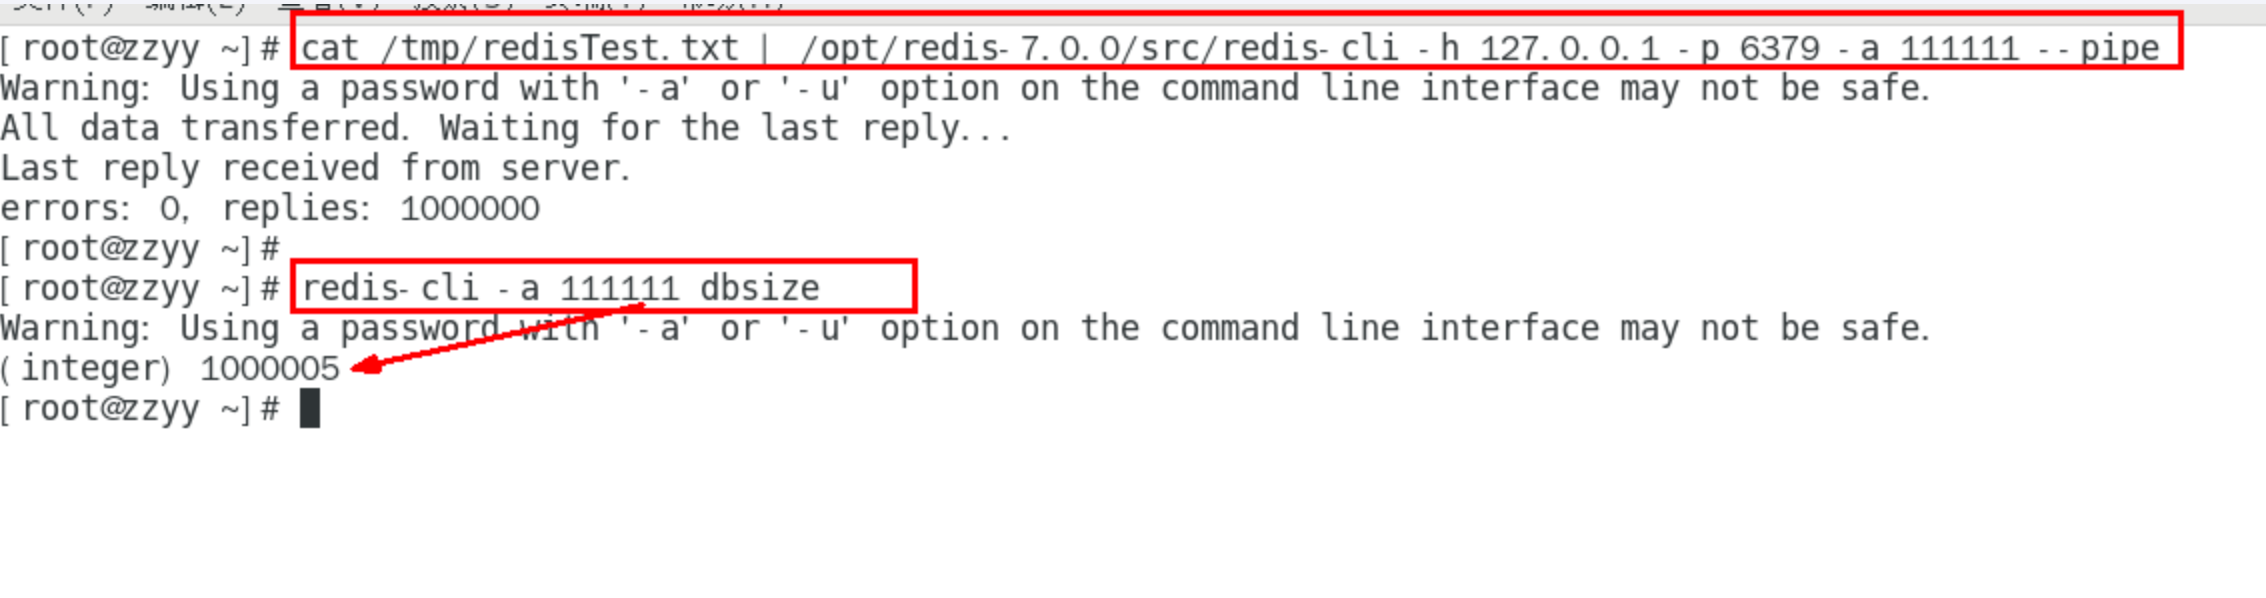 [root@zzyy ~]# cat /tmp/redisTest.txt | /opt/redis-7.0.0/src/redis-cli -h 127.0.0.1 -p 6379 -a 111111 --pipe
Warning: Using a password with '-a' or '-u' option on the command line interface may not be safe.
All data transferred. Waiting for the last reply...
Last reply received from server.
errors: 0, replies: 1000000
[root@zzyy ~]#
[root@zzyy ~]# redis-cli -a 111111 dbsize
Warning: Using a password with '-a' or '-u' option on the command line interface may not be safe.
(integer) 1000005
[root@zzyy ~]#